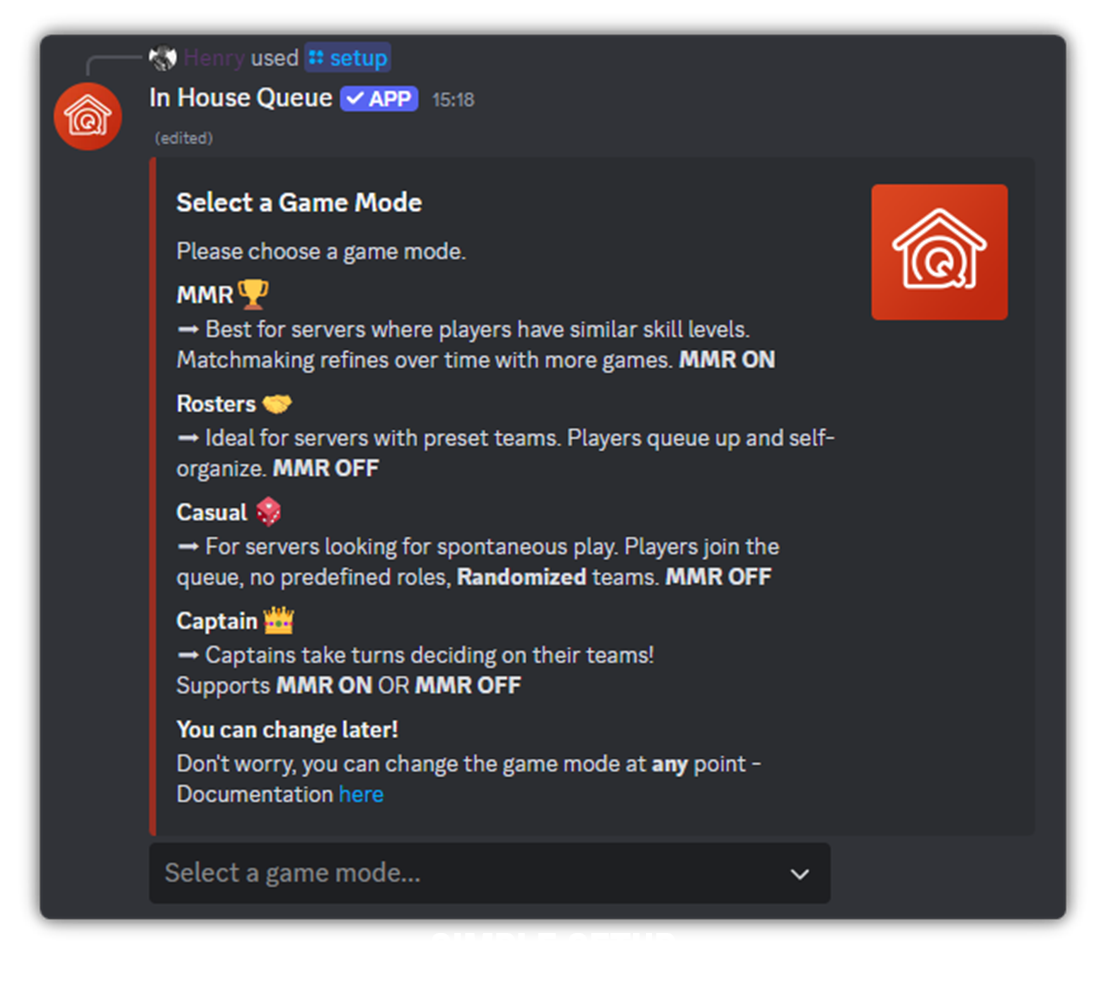 Henry used setup
In House Queue APP 15:18
(edited)
Select a Game Mode
Please choose a game mode.
MMR 🏆
➡ Best for servers where players have similar skill levels.
Matchmaking refines over time with more games. MMR ON
Rosters 🤝
➡ Ideal for servers with preset teams. Players queue up and self-
organize. MMR OFF
Casual 🎲
➡ For servers looking for spontaneous play. Players join the
queue, no predefined roles, Randomized teams. MMR OFF
Captain 👑
➡ Captains take turns deciding on their teams!
Supports MMR ON OR MMR OFF
You can change later!
Don't worry, you can change the game mode at any point -
Documentation here
Select a game mode...